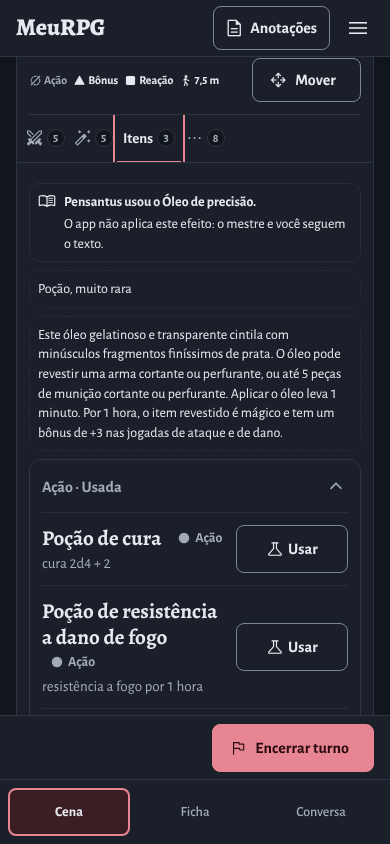 MeuRPG
Anotações
Ação Bônus Reação 7,5 m
Mover
5 5 Itens 3 ··· 8
Pensantus usou o Óleo de precisão.
O app não aplica este efeito: o mestre e você seguem
o texto.
Poção, muito rara
Este óleo gelatinoso e transparente cintila com
minúsculos fragmentos finíssimos de prata. O óleo pode
revestir uma arma cortante ou perfurante, ou até 5 peças
de munição cortante ou perfurante. Aplicar o óleo leva 1
minuto. Por 1 hora, o item revestido é mágico e tem um
bônus de +3 nas jogadas de ataque e de dano.
Ação · Usada
Poção de cura
Ação
cura 2d4 + 2
Usar
Poção de resistência
a dano de fogo
Ação
resistência a fogo por 1 hora
Usar
Encerrar turno
Cena
Ficha
Conversa